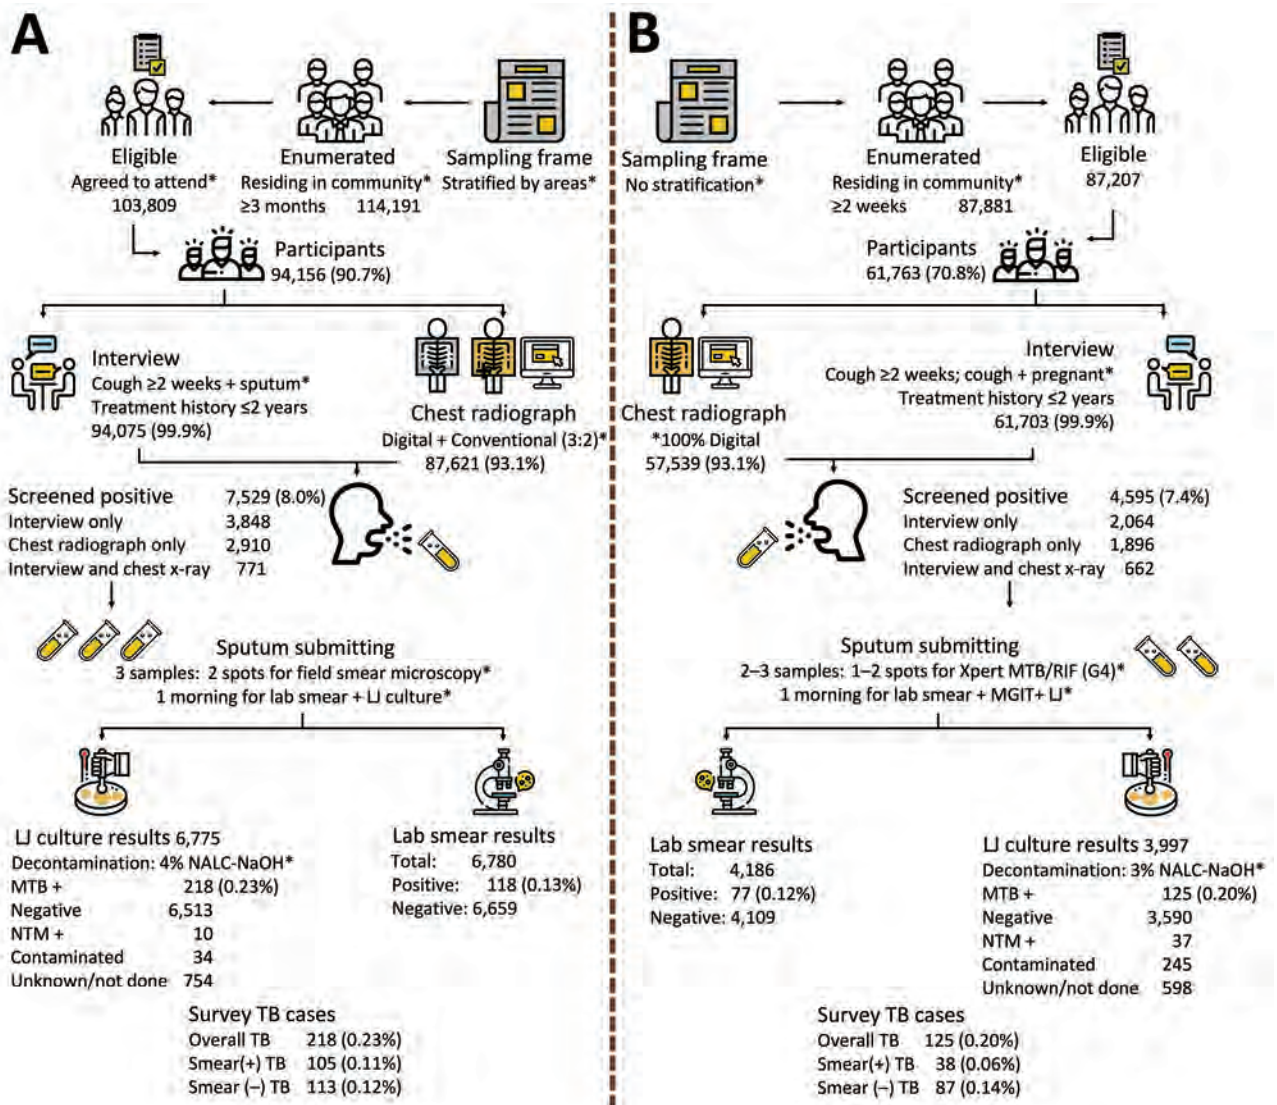 A
Eligible
Agreed to attend*
103,809
Enumerated
Residing in community*
≥3 months 114,191
Sampling frame
Stratified by areas*
Participants
94,156 (90.7%)
Interview
Cough ≥2 weeks + sputum*
Treatment history ≤2 years
94,075 (99.9%)
Chest radiograph
Digital + Conventional (3:2)*
87,621 (93.1%)
Screened positive 7,529 (8.0%)
Interview only 3,848
Chest radiograph only 2,910
Interview and chest x-ray 771
Sputum submitting
3 samples: 2 spots for field smear microscopy*
1 morning for lab smear + LJ culture*
LJ culture results 6,775
Decontamination: 4% NALC-NaOH*
MTB + 218 (0.23%)
Negative 6,513
NTM + 10
Contaminated 34
Unknown/not done 754
Lab smear results
Total: 6,780
Positive: 118 (0.13%)
Negative: 6,659
Survey TB cases
Overall TB 218 (0.23%)
Smear(+) TB 105 (0.11%)
Smear (–) TB 113 (0.12%)
B
Sampling frame
No stratification*
Enumerated
Residing in community*
≥2 weeks 87,881
Eligible
87,207
Participants
61,763 (70.8%)
Chest radiograph
*100% Digital
57,539 (93.1%)
Interview
Cough ≥2 weeks; cough + pregnant*
Treatment history ≤2 years
61,703 (99.9%)
Screened positive 4,595 (7.4%)
Interview only 2,064
Chest radiograph only 1,896
Interview and chest x-ray 662
Sputum submitting
2–3 samples: 1–2 spots for Xpert MTB/RIF (G4)*
1 morning for lab smear + MGIT+ LJ*
Lab smear results
Total: 4,186
Positive: 77 (0.12%)
Negative: 4,109
LJ culture results 3,997
Decontamination: 3% NALC-NaOH*
MTB + 125 (0.20%)
Negative 3,590
NTM + 37
Contaminated 245
Unknown/not done 598
Survey TB cases
Overall TB 125 (0.20%)
Smear(+) TB 38 (0.06%)
Smear (–) TB 87 (0.14%)